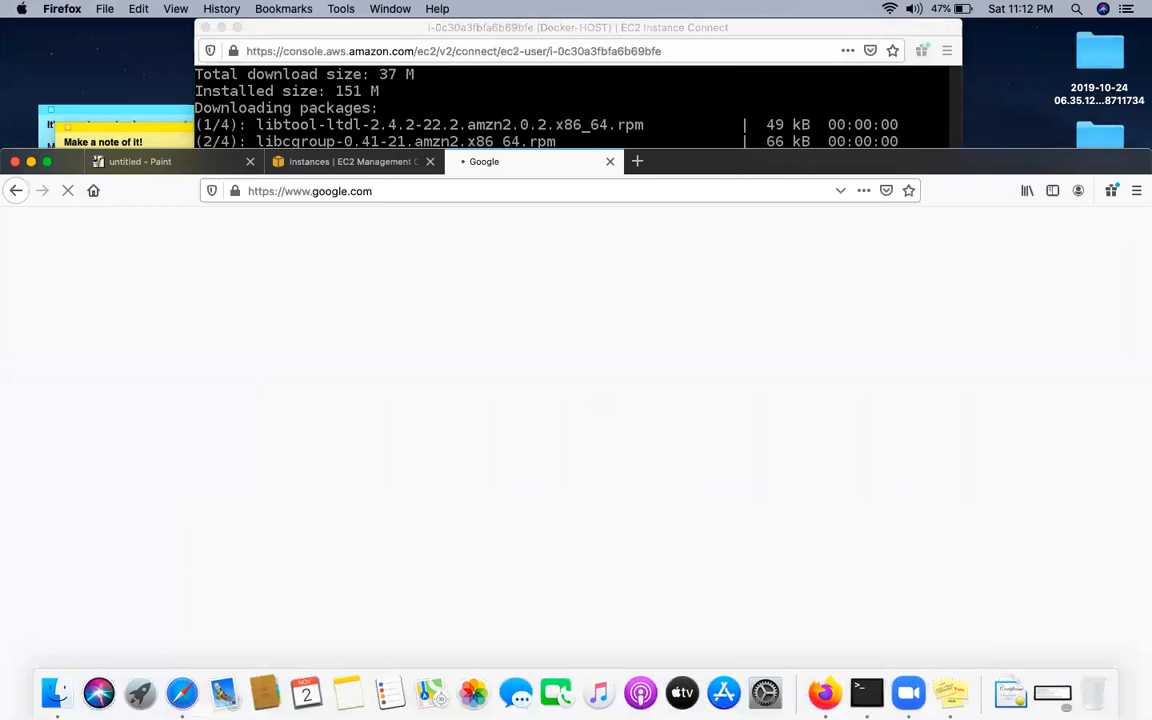 Firefox File Edit View History Bookmarks Tools Window Help 47% Sat 11:12 PM
i-0c30a3fbfa6b69bfe (Docker-HOST) | EC2 Instance Connect
https://console.aws.amazon.com/ec2/v2/connect/ec2-user/i-0c30a3fbfa6b69bfe
Total download size: 37 M
Installed size: 151 M
Downloading packages:
(1/4): libtool-ltdl-2.4.2-22.2.amzn2.0.2.x86_64.rpm | 49 kB 00:00:00
(2/4): libcgroup-0.41-21.amzn2.x86_64.rpm | 66 kB 00:00:00
2019-10-24
06.35.12...8711734
Make a note of it!
untitled - Paint
Instances | EC2 Management C
Google
https://www.google.com
NOV
2
tv